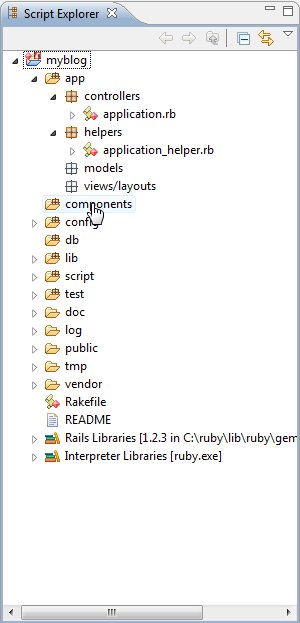 Script Explorer
myblog
app
controllers
application.rb
helpers
application_helper.rb
models
views/layouts
components
config
db
lib
script
test
doc
log
public
tmp
vendor
Rakefile
README
Rails Libraries [1.2.3 in C:\ruby\lib\ruby\gem
Interpreter Libraries [ruby.exe]